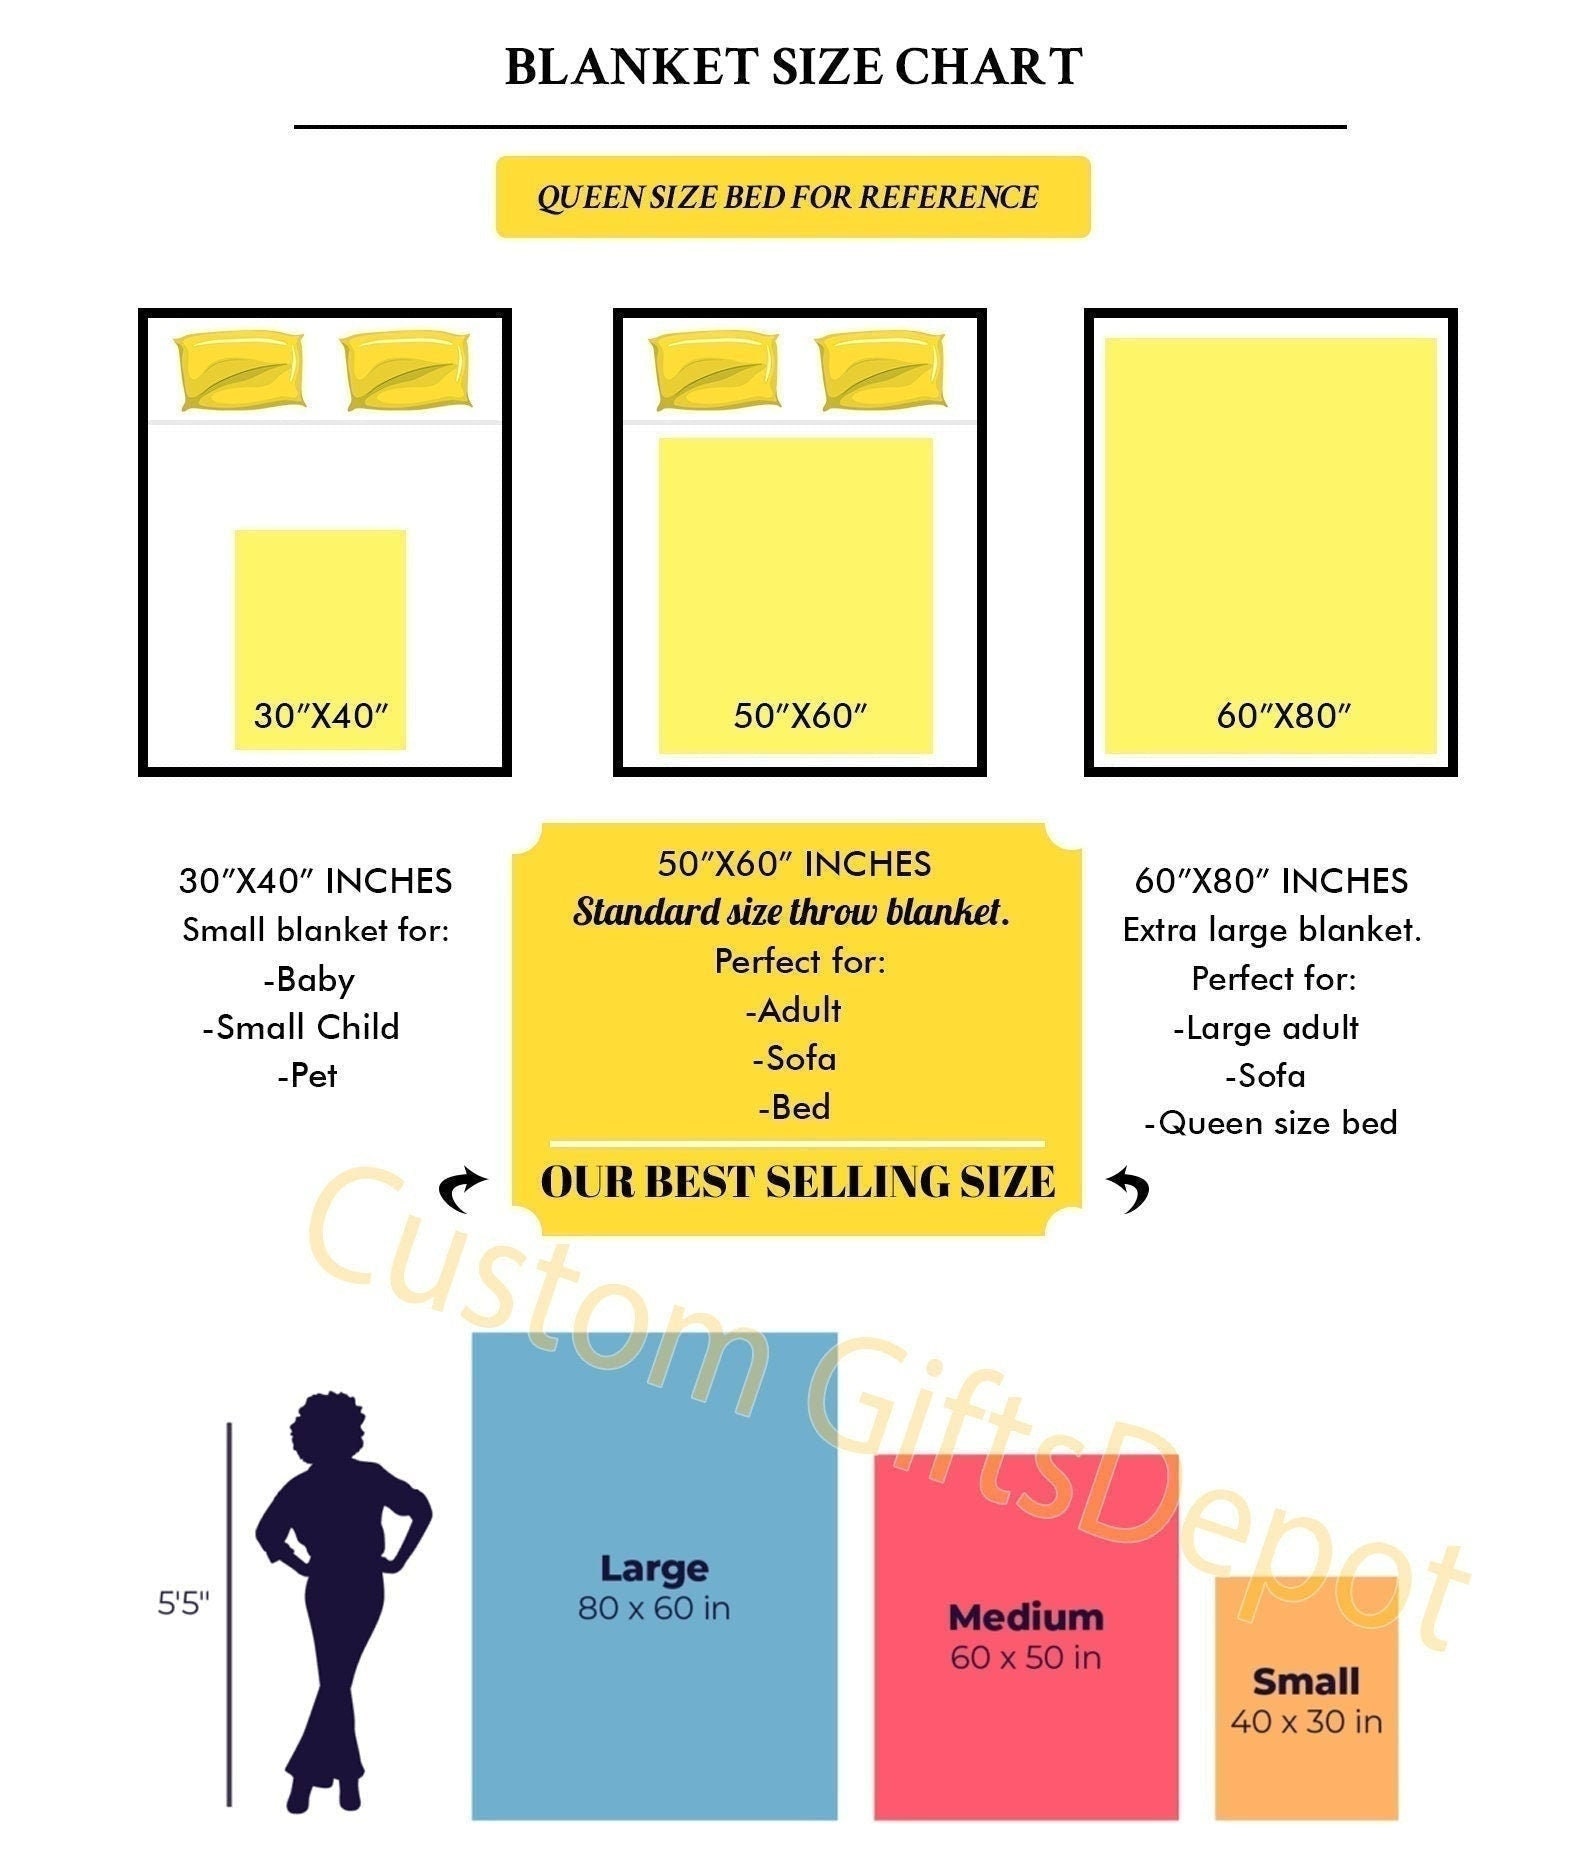 BLANKET SIZE CHART
QUEEN SIZE BED FOR REFERENCE
30"X40"
50"X60"
60"X80"
30"X40" INCHES
Small blanket for:
-Baby
-Small Child
-Pet
50"X60" INCHES
Standard size throw blanket.
Perfect for:
-Adult
-Sofa
-Bed
OUR BEST SELLING SIZE
60"X80" INCHES
Extra large blanket.
Perfect for:
-Large adult
-Sofa
-Queen size bed
Custom GiftsDepot
5'5"
Large
80 x 60 in
Medium
60 x 50 in
Small
40 x 30 in